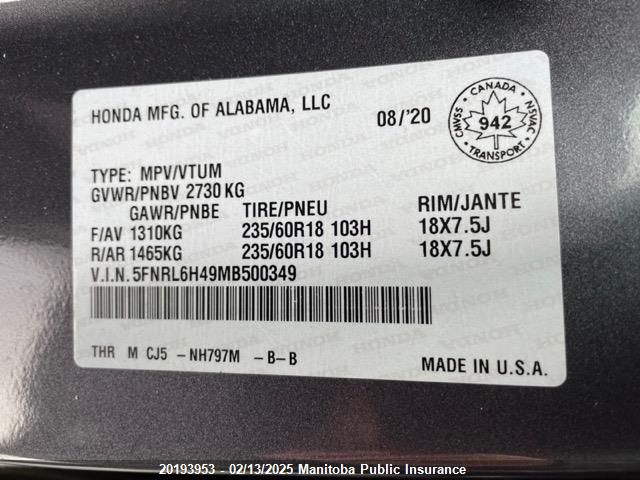 HONDA MFG. OF ALABAMA, LLC
08/'20
CANADA
CMVSS
942
NSVAC
TRANSPORT
TYPE: MPV/VTUM
GVWR/PNBV 2730 KG
GAWR/PNBE TIRE/PNEU RIM/JANTE
F/AV 1310KG 235/60R18 103H 18X7.5J
R/AR 1465KG 235/60R18 103H 18X7.5J
V.I.N. 5FNRL6H49MB500349
THR M CJ5 -NH797M -B-B MADE IN U.S.A.
20193953 - 02/13/2025 Manitoba Public Insurance